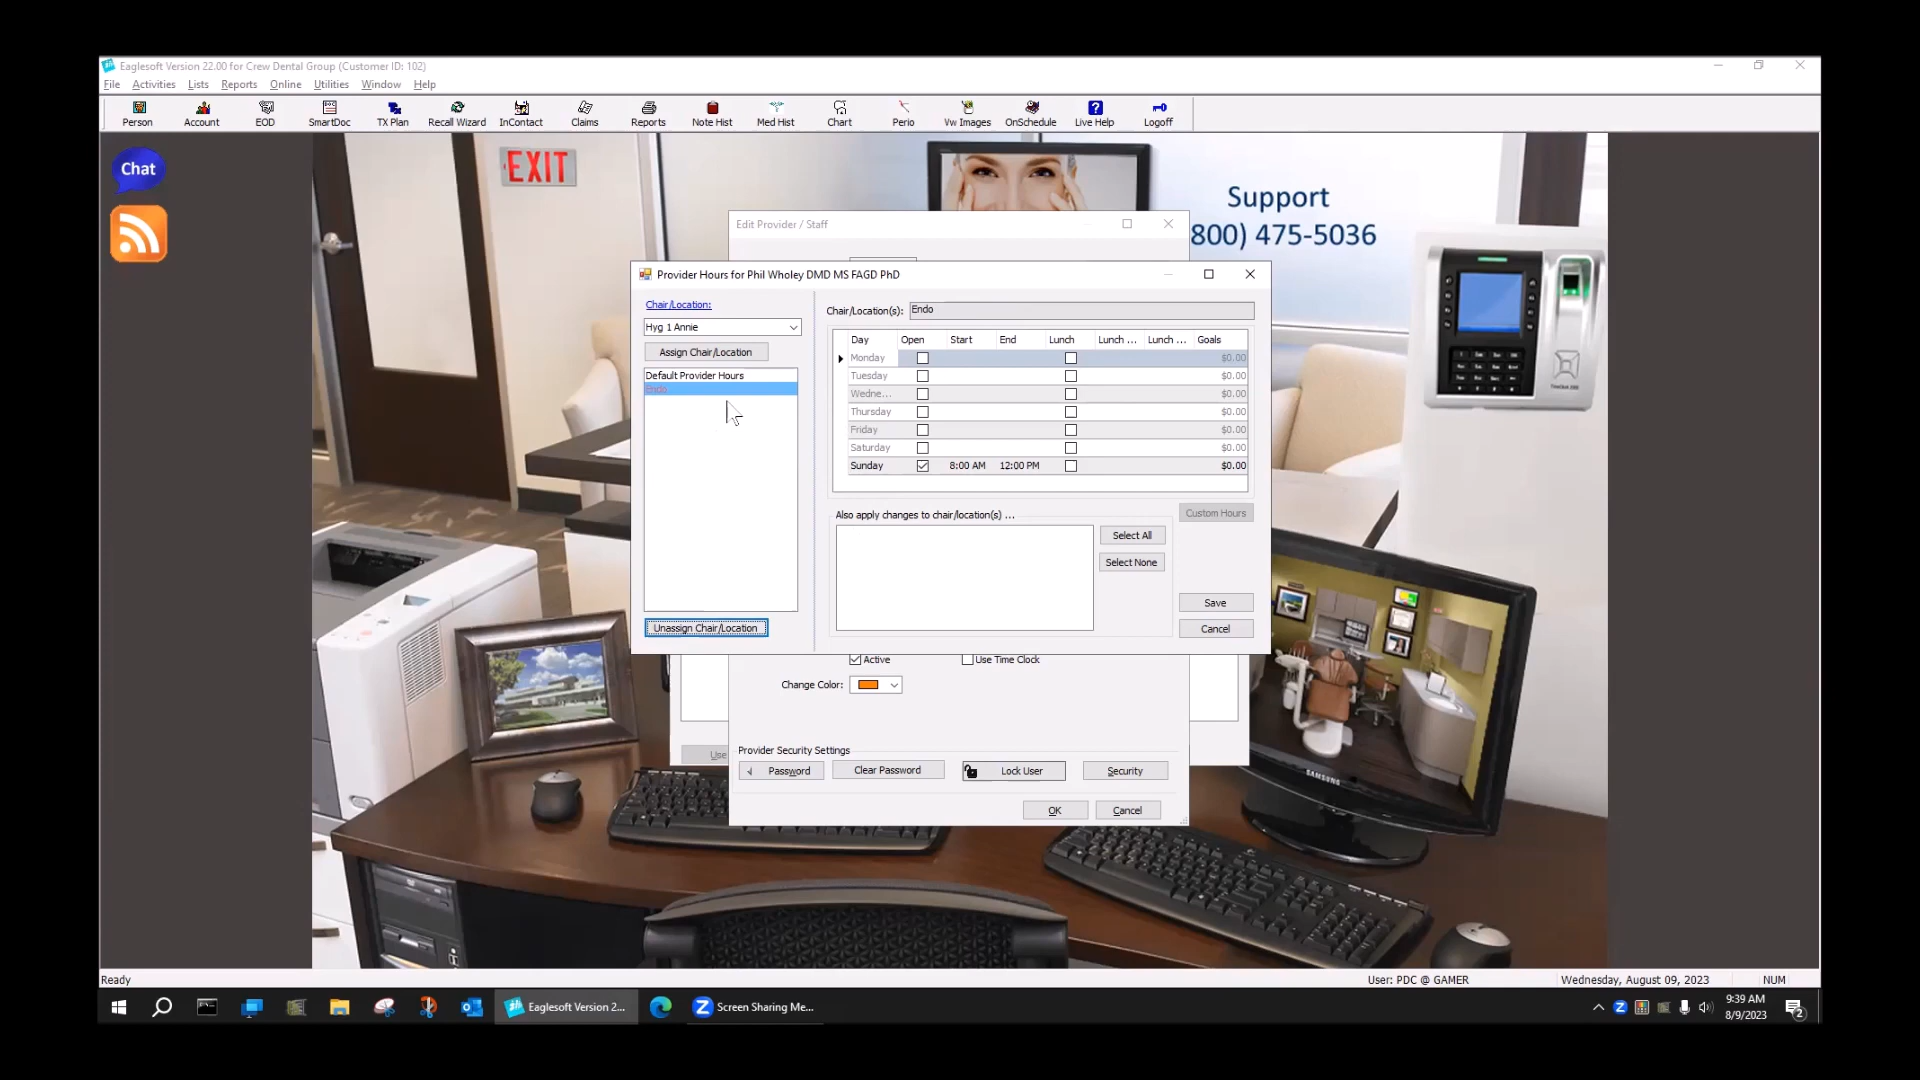 Eaglesoft Version 22.00 for Crew Dental Group (Customer ID: 102)
File Activities Lists Reports Online Utilities Window Help
Person Account EOD SmartDoc TX Plan Recall Wizard InContact Claims Reports Note Hist Med Hist Chart Perio Vw Images OnSchedule Live Help Logoff
Chat
EXIT
Support
800) 475-5036
Edit Provider / Staff
Provider Hours for Phil Wholey DMD MS FAGD PhD
Chair/Location:
Hyg 1 Annie
Assign Chair/Location
Default Provider Hours
Endo
Unassign Chair/Location
Chair/Location(s): Endo
Day Open Start End Lunch Lunch ... Lunch ... Goals
Monday $0.00
Tuesday $0.00
Wedne... $0.00
Thursday $0.00
Friday $0.00
Saturday $0.00
Sunday 8:00 AM 12:00 PM $0.00
Also apply changes to chair/location(s) ...
Custom Hours
Select All
Select None
Save
Cancel
Active Use Time Clock
Change Color:
Provider Security Settings
Use
Password Clear Password Lock User Security
OK Cancel
SAMSUNG
Ready User: PDC @ GAMER Wednesday, August 09, 2023 NUM
Eaglesoft Version 2... Screen Sharing Me...
9:39 AM
8/9/2023
2